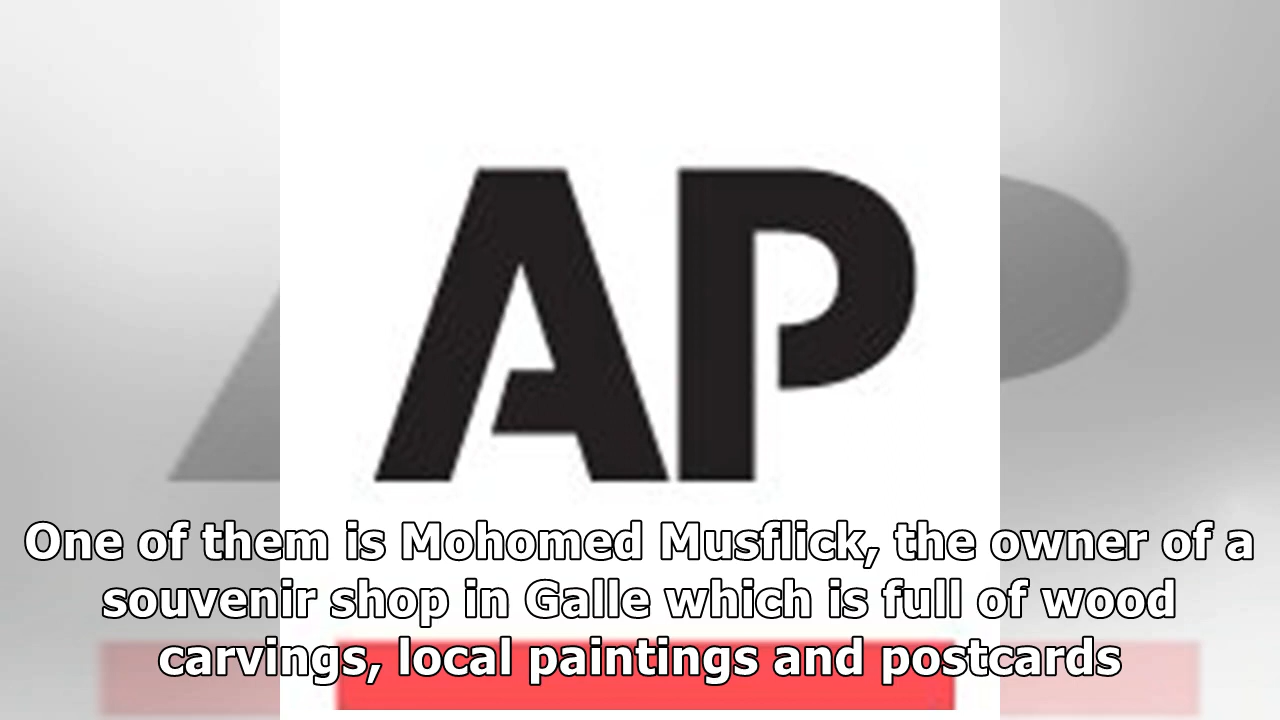 AP
One of them is Mohomed Musflick, the owner of a
souvenir shop in Galle which is full of wood
carvings, local paintings and postcards